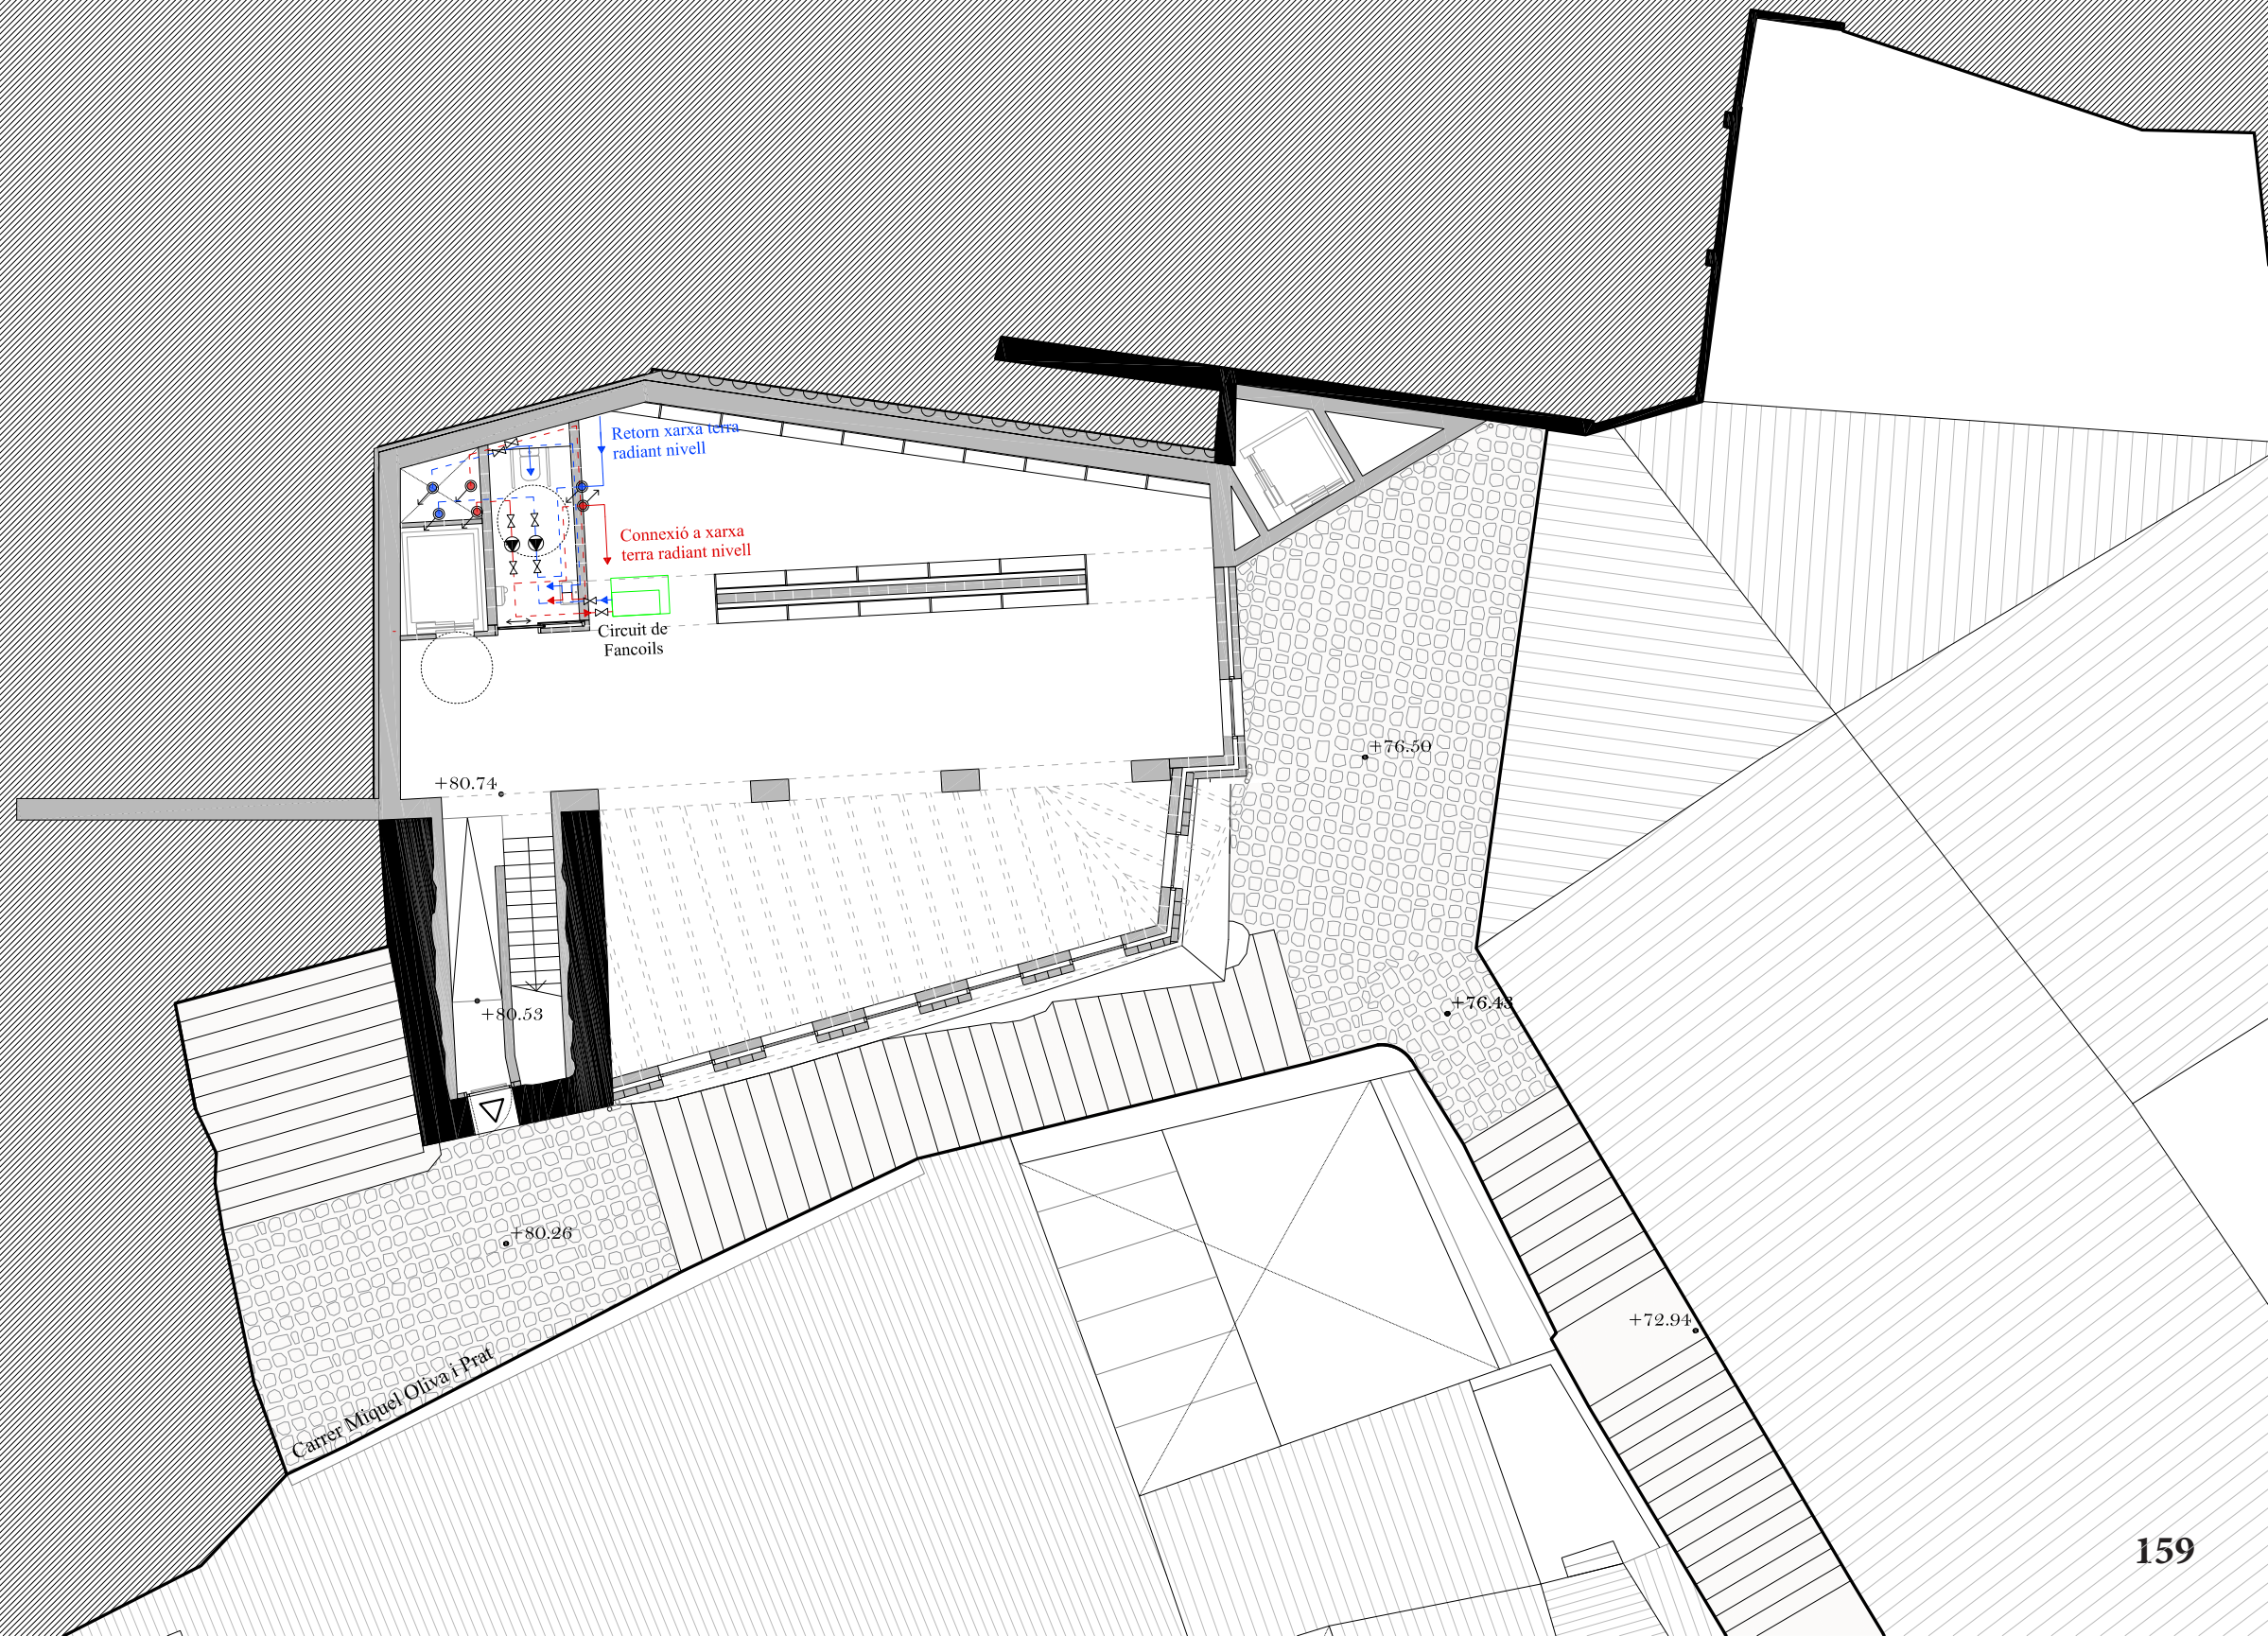 Retorn xarxa terra
radiant nivell
Connexió a xarxa
terra radiant nivell
Circuit de
Fancoils
+76.50
+80.74
+76.43
+80.53
+80.26
+72.94
Carrer Miquel Oliva i Prat
159